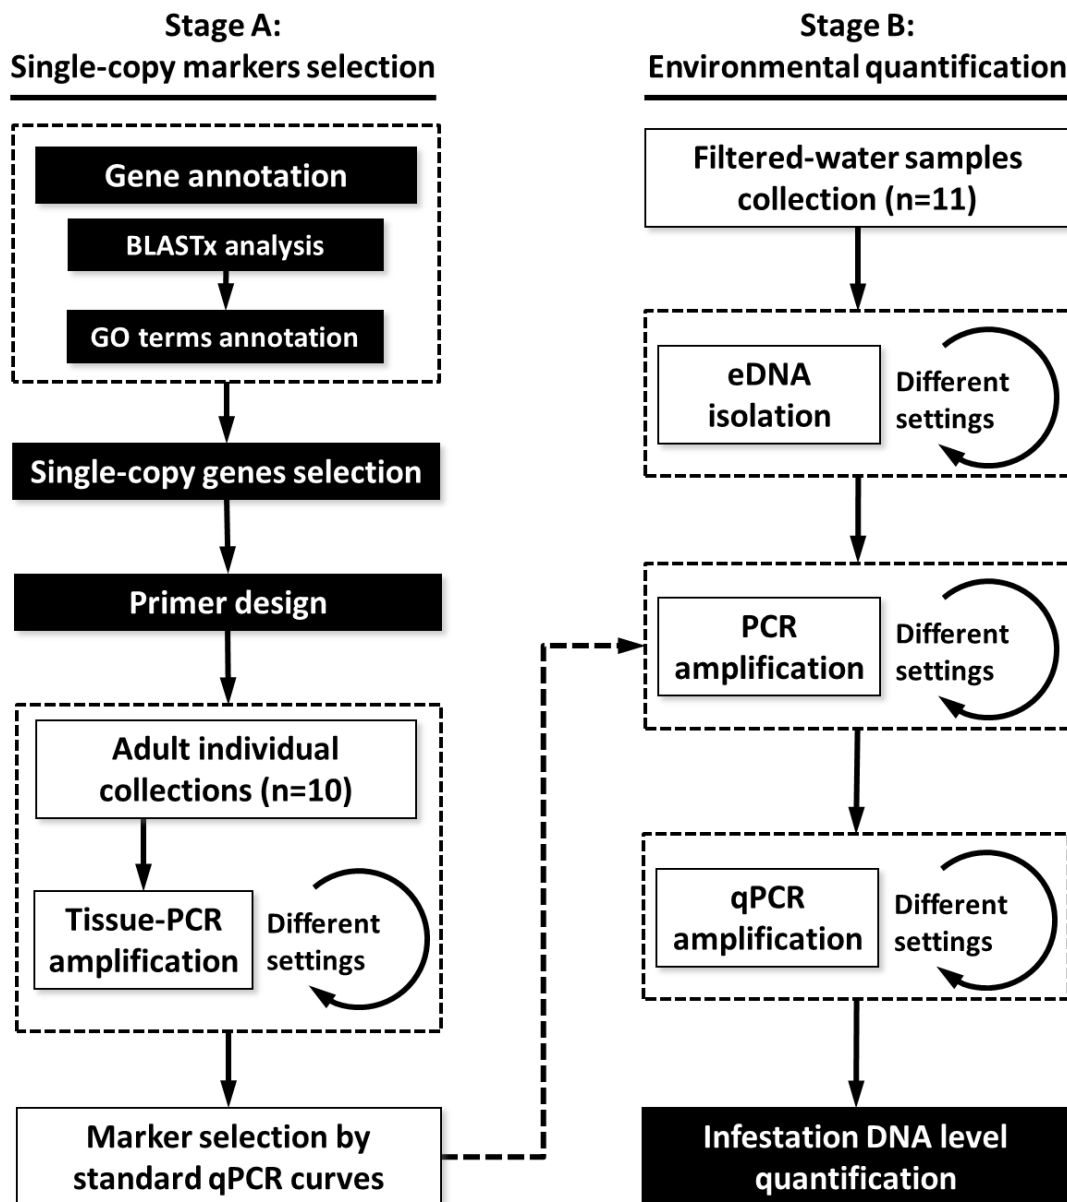 Stage A:
Single-copy markers selection
Gene annotation
BLASTx analysis
GO terms annotation
Single-copy genes selection
Primer design
Adult individual
collections (n=10)
Tissue-PCR
amplification
Different
settings
Marker selection by
standard qPCR curves
Stage B:
Environmental quantification
Filtered-water samples
collection (n=11)
eDNA
isolation
Different
settings
PCR
amplification
Different
settings
qPCR
amplification
Different
settings
Infestation DNA level
quantification